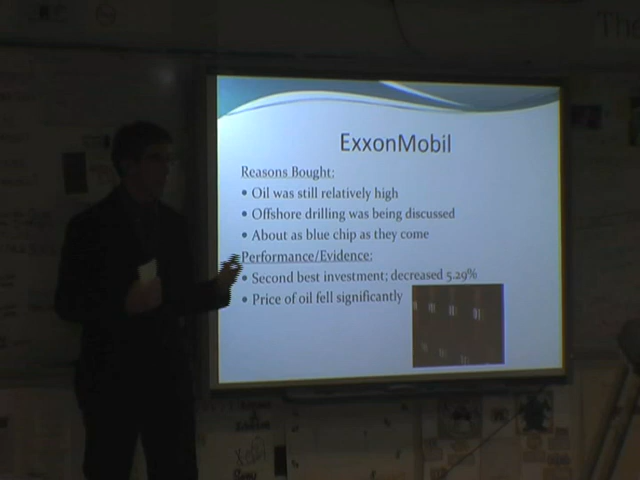 ExxonMobil
Reasons Bought:
• Oil was still relatively high
• Offshore drilling was being discussed
• About as blue chip as they come
Performance/Evidence:
• Second best investment; decreased 5.29%
• Price of oil fell significantly